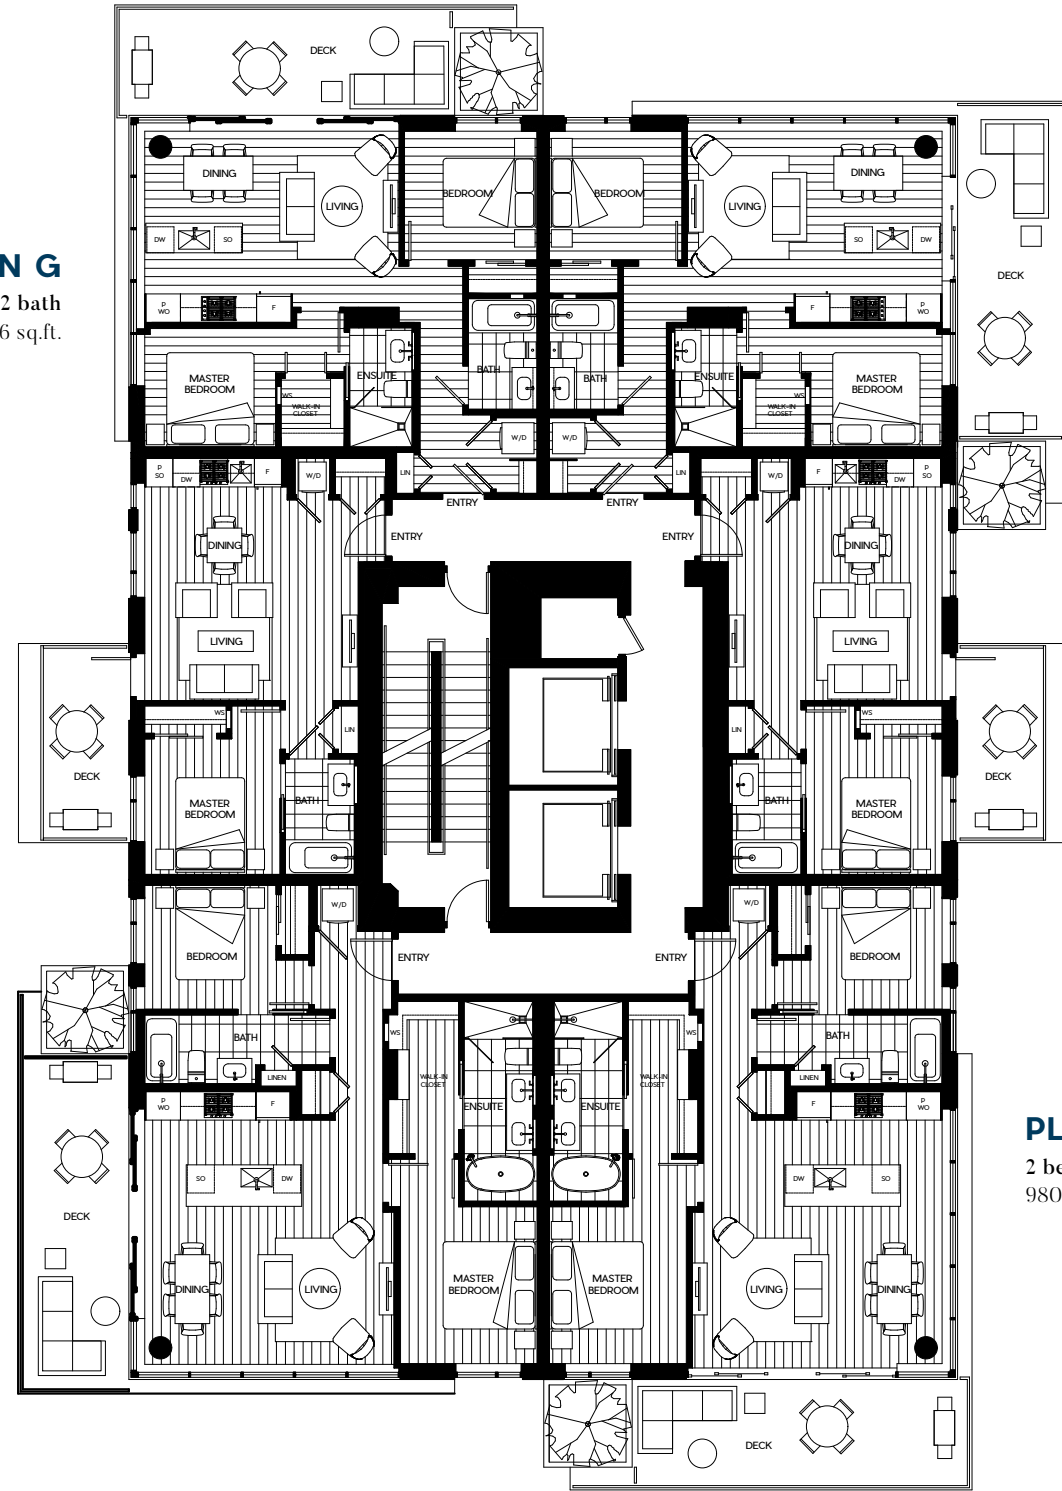 DECK
DINING
LIVING
BEDROOM
BEDROOM
LIVING
DINING
DW
SO
SO
DW
N G
2 bath
6 sq.ft.
DECK
P
WO
F
F
P
WO
MASTER
BEDROOM
WS
WALK-IN
CLOSET
ENSUITE
BATH
BATH
ENSUITE
WS
WALK-IN
CLOSET
MASTER
BEDROOM
W/D
W/D
P
SO
DW
F
W/D
LIN
LIN
W/D
F
DW
P
SO
ENTRY
ENTRY
ENTRY
ENTRY
DINING
DINING
LIVING
LIVING
WS
LIN
LIN
WS
DECK
MASTER
BEDROOM
BATH
BATH
MASTER
BEDROOM
DECK
W/D
W/D
BEDROOM
ENTRY
ENTRY
BEDROOM
BATH
WS
WS
BATH
LINEN
WALK-IN
CLOSET
WALK-IN
CLOSET
LINEN
P
WO
F
ENSUITE
ENSUITE
F
P
WO
PL
2 be
980
SO
DW
DW
SO
DECK
DINING
LIVING
MASTER
BEDROOM
MASTER
BEDROOM
LIVING
DINING
DECK